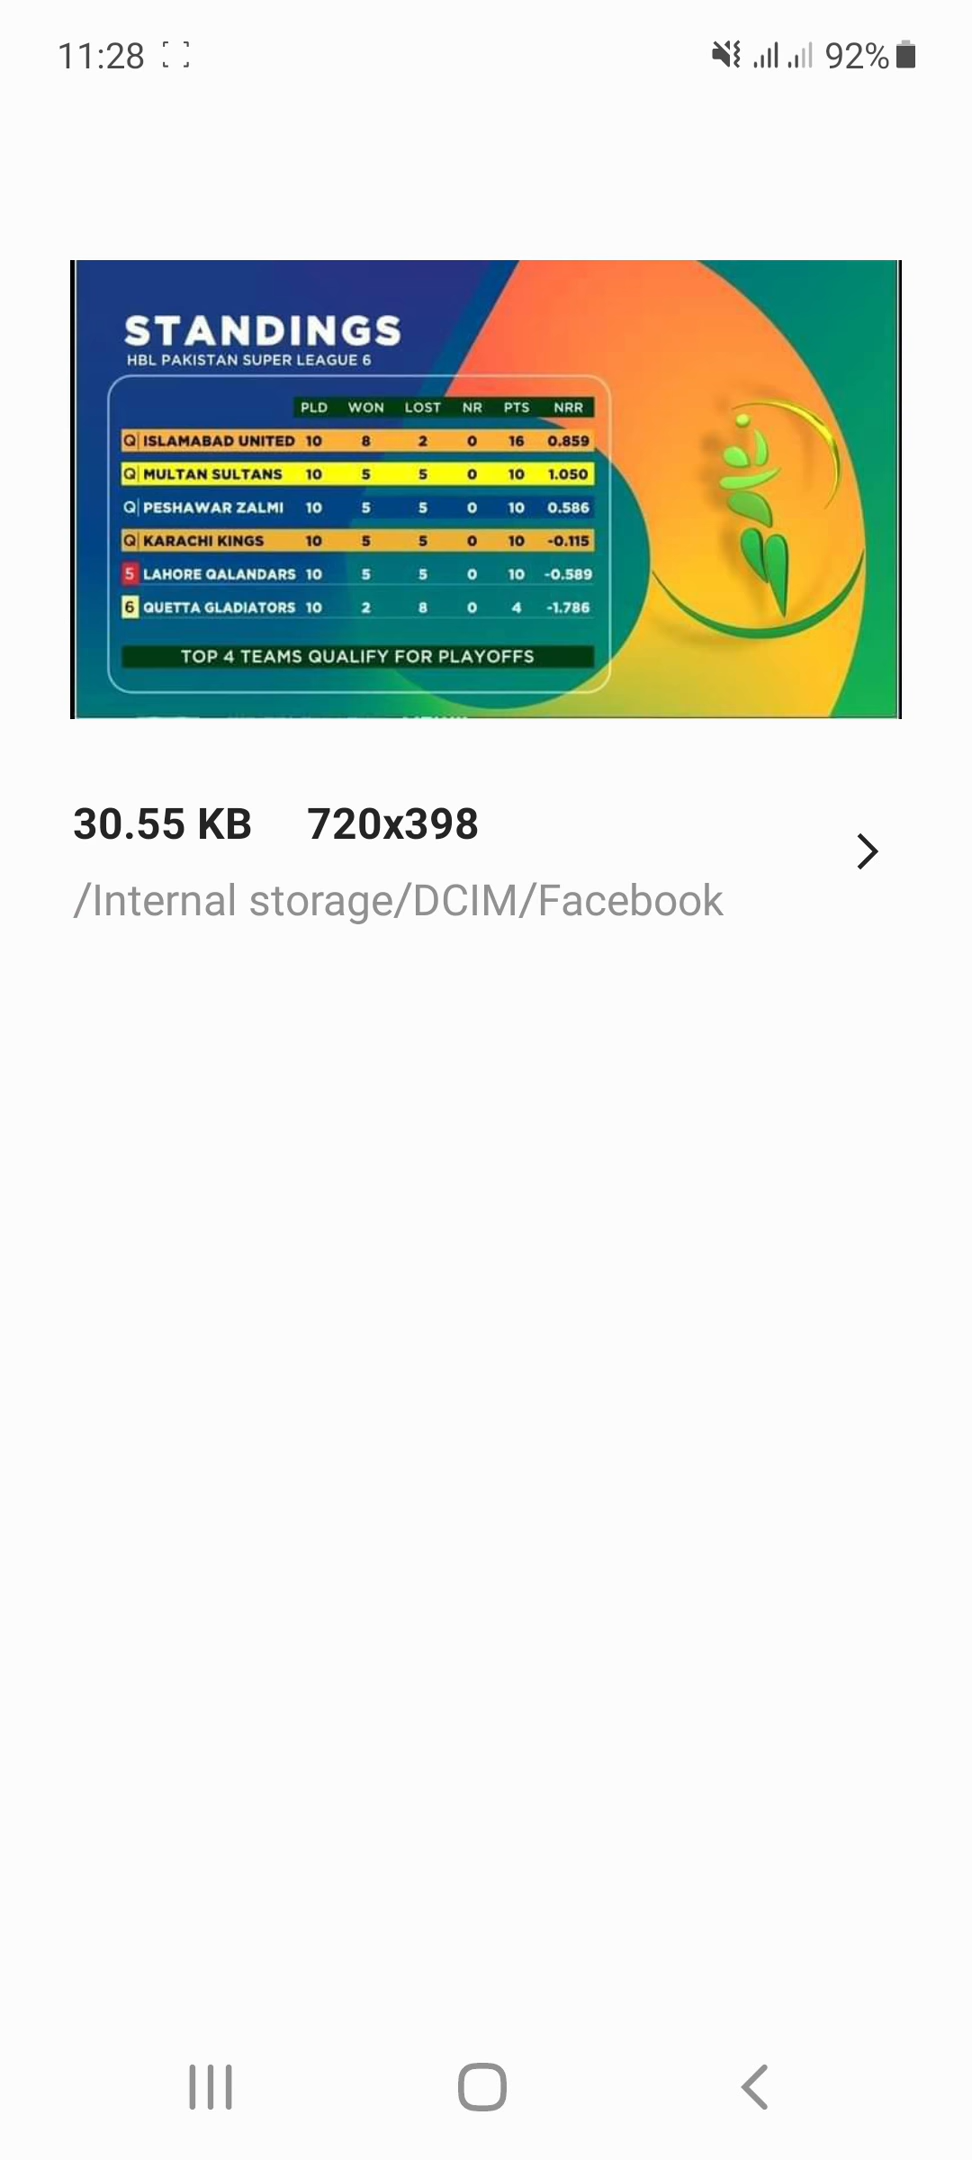 11:28 92%
STANDINGS
HBL PAKISTAN SUPER LEAGUE 6
PLD WON LOST NR PTS NRR
Q ISLAMABAD UNITED 10 8 2 0 16 0.859
Q MULTAN SULTANS 10 5 5 0 10 1.050
Q PESHAWAR ZALMI 10 5 5 0 10 0.586
Q KARACHI KINGS 10 5 5 0 10 -0.115
5 LAHORE QALANDARS 10 5 5 0 10 -0.589
6 QUETTA GLADIATORS 10 2 8 0 4 -1.786
TOP 4 TEAMS QUALIFY FOR PLAYOFFS
30.55 KB 720x398
/Internal storage/DCIM/Facebook